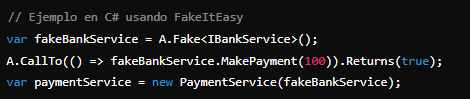 // Ejemplo en C# usando FakeItEasy
var fakeBankService = A.Fake<IBankService>();
A.CallTo(() => fakeBankService.MakePayment(100)).Returns(true);
var paymentService = new PaymentService(fakeBankService);